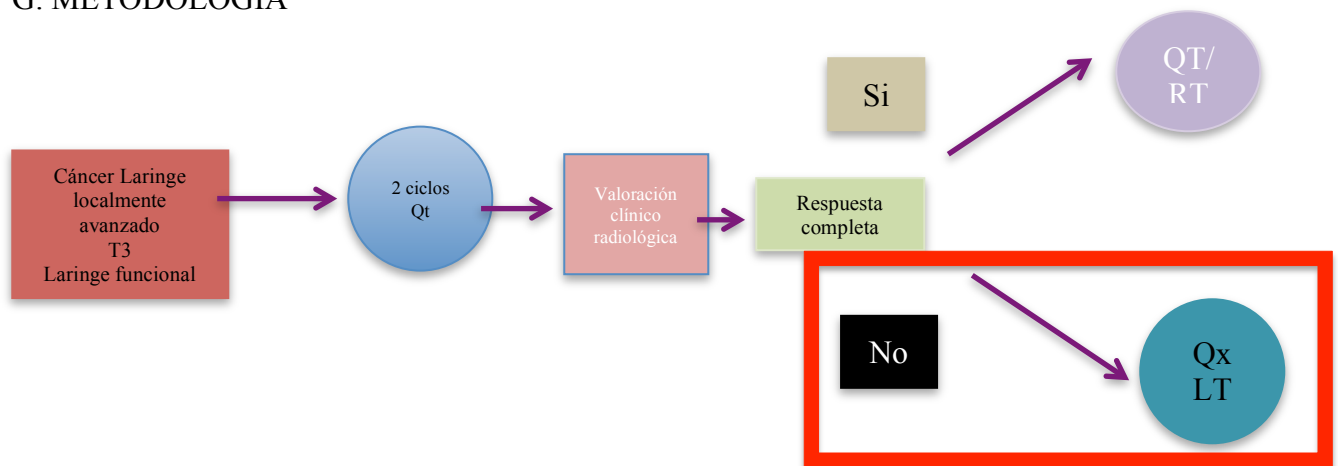 G. METODOLOGÍA
Cáncer Laringe
localmente
avanzado
T3
Laringe funcional
2 ciclos
Qt
Valoración
clínico
radiológica
Respuesta
completa
Si
QT/
RT
No
Qx
LT